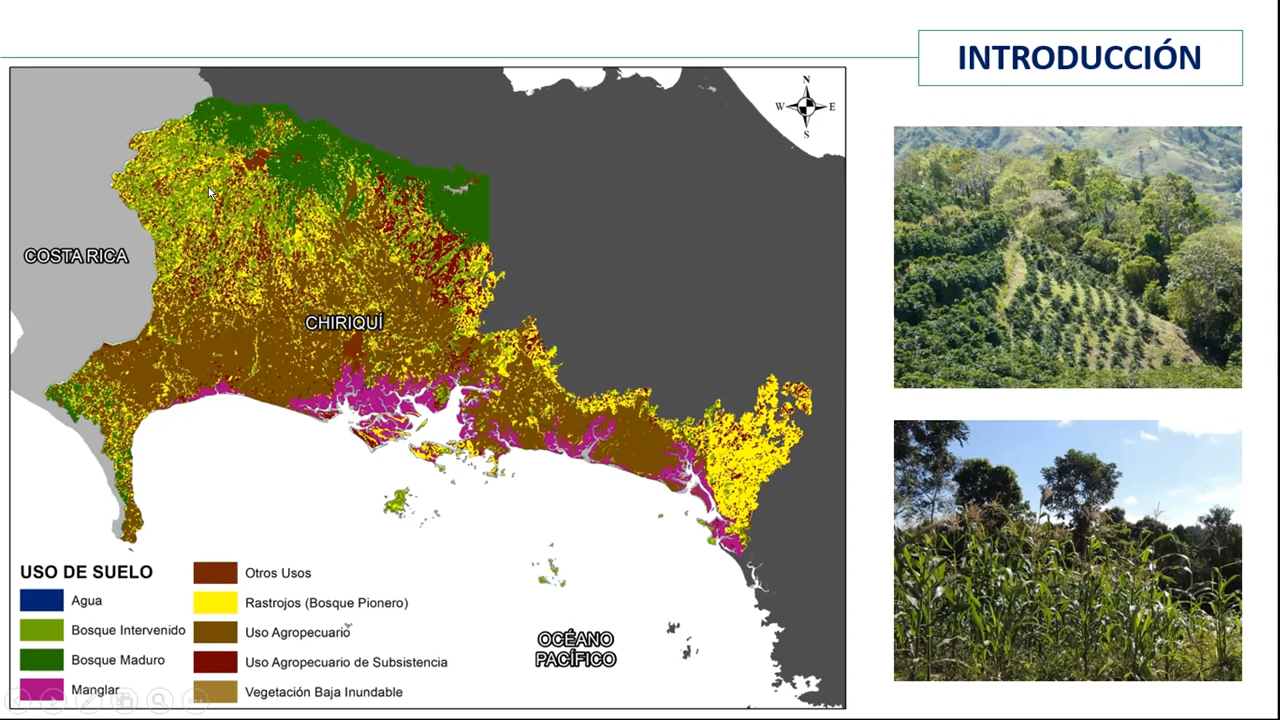 INTRODUCCIÓN
N
W E
S
COSTA RICA
CHIRIQUÍ
OCÉANO
PACÍFICO
USO DE SUELO
Agua
Bosque Intervenido
Bosque Maduro
Manglar
Otros Usos
Rastrojos (Bosque Pionero)
Uso Agropecuario
Uso Agropecuario de Subsistencia
Vegetación Baja Inundable